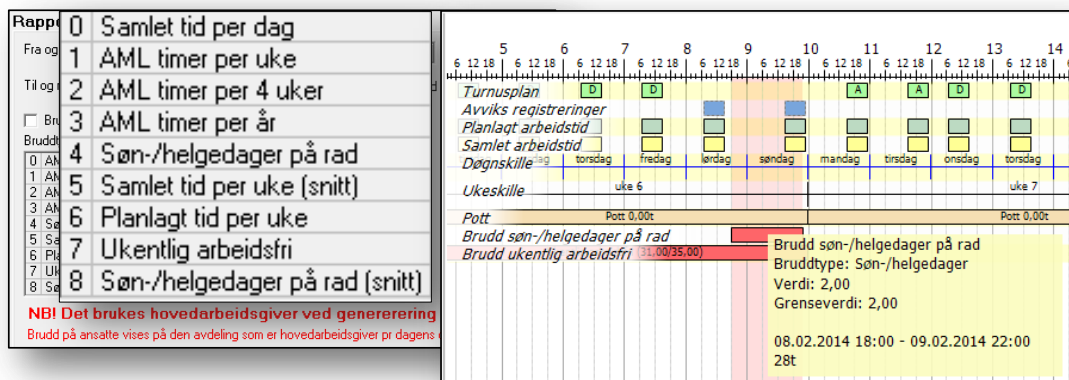 Rappo
Fra og
Til og
Bru
Bruddt
0 AM
1 AM
2 AM
3 AM
4 Sø
5 Sa
6 Pla
7 Uk
8 Sø
NB! Det brukes hovedarbeidsgiver ved genererering
Brudd på ansatte vises på den avdeling som er hovedarbeidsgiver pr dagens
0 Samlet tid per dag
1 AML timer per uke
2 AML timer per 4 uker
3 AML timer per år
4 Søn-/helgedager på rad
5 Samlet tid per uke (snitt)
6 Planlagt tid per uke
7 Ukentlig arbeidsfri
8 Søn-/helgedager på rad (snitt)
5 6 7 8 9 10 11 12 13 14
6 12 18 6 12 18 6 12 18 6 12 18 6 12 18 6 12 18 6 12 18 6 12 18 6 12 18 6
Turnusplan D D A A D D
Avviks registreringer
Planlagt arbeidstid
Samlet arbeidstid
Døgnskille dag torsdag fredag lørdag søndag mandag tirsdag onsdag torsdag
Ukeskille uke 6 uke 7
Pott Pott 0,00t Pott 0,00t
Brudd søn-/helgedager på rad
Brudd ukentlig arbeidsfri (31,00/35,00)
Brudd søn-/helgedager på rad
Bruddtype: Søn-/helgedager
Verdi: 2,00
Grenseverdi: 2,00
08.02.2014 18:00 - 09.02.2014 22:00
28t